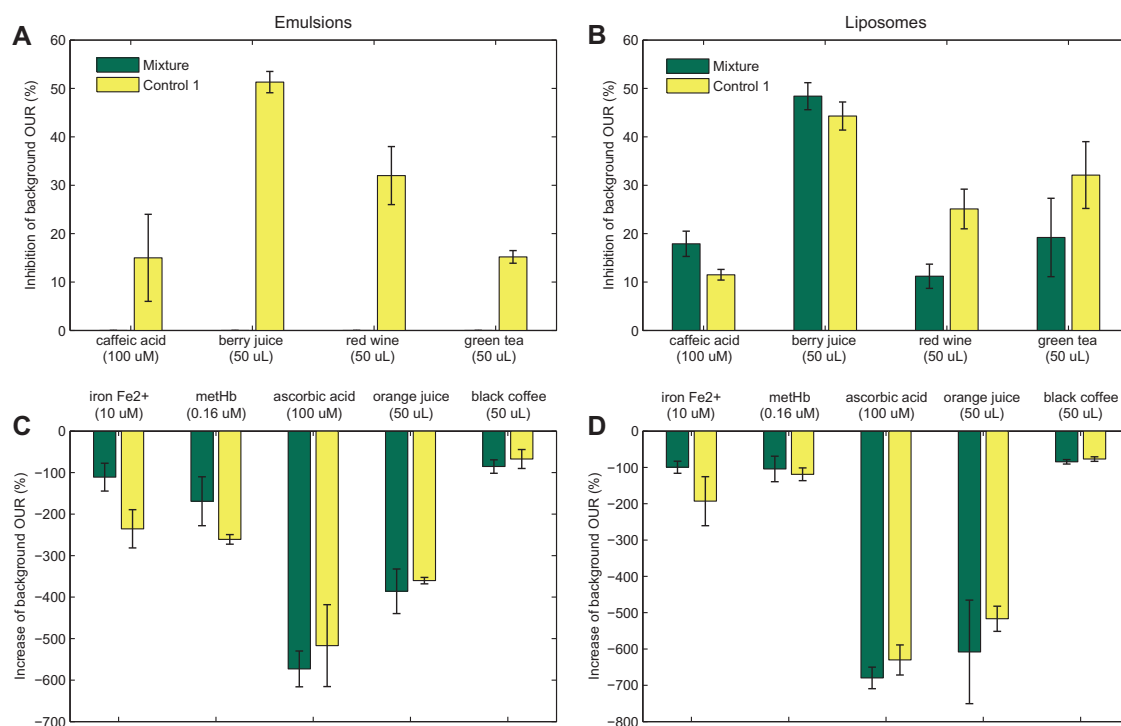 Emulsions
A
Inhibition of background OUR (%)
60
50
40
30
20
10
0
Mixture
Control 1
caffeic acid
(100 uM)
berry juice
(50 uL)
red wine
(50 uL)
green tea
(50 uL)
Liposomes
B
Inhibition of background OUR (%)
60
50
40
30
20
10
0
Mixture
Control 1
caffeic acid
(100 uM)
berry juice
(50 uL)
red wine
(50 uL)
green tea
(50 uL)
C
Increase of background OUR (%)
iron Fe2+
(10 uM)
metHb
(0.16 uM)
ascorbic acid
(100 uM)
orange juice
(50 uL)
black coffee
(50 uL)
0
−100
−200
−300
−400
−500
−600
−700
D
Increase of background OUR (%)
iron Fe2+
(10 uM)
metHb
(0.16 uM)
ascorbic acid
(100 uM)
orange juice
(50 uL)
black coffee
(50 uL)
0
−100
−200
−300
−400
−500
−600
−700
−800